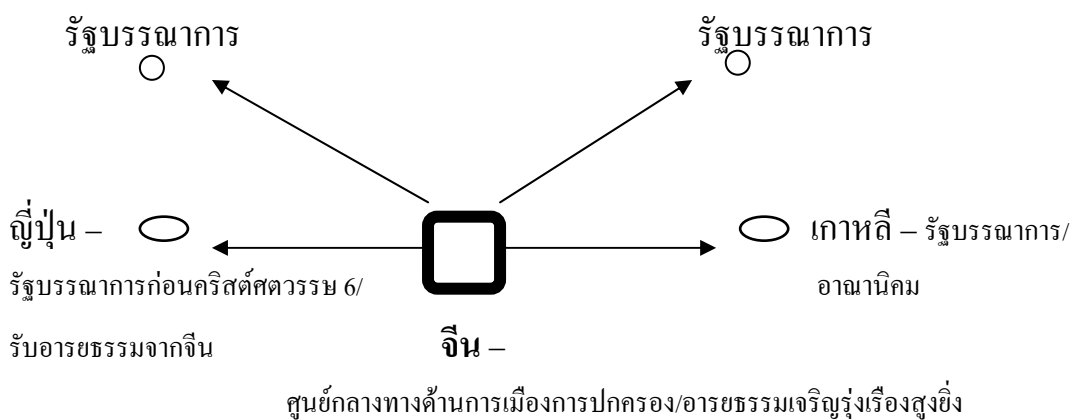 รัฐบรรณาการ
รัฐบรรณาการ
ญี่ปุ่น –
รัฐบรรณาการก่อนคริสต์ศตวรรษ 6/
รับอารยธรรมจากจีน
เกาหลี – รัฐบรรณาการ/
อาณานิคม
จีน –
ศูนย์กลางทางด้านการเมืองการปกครอง/อารยธรรมเจริญรุ่งเรืองสูงยิ่ง